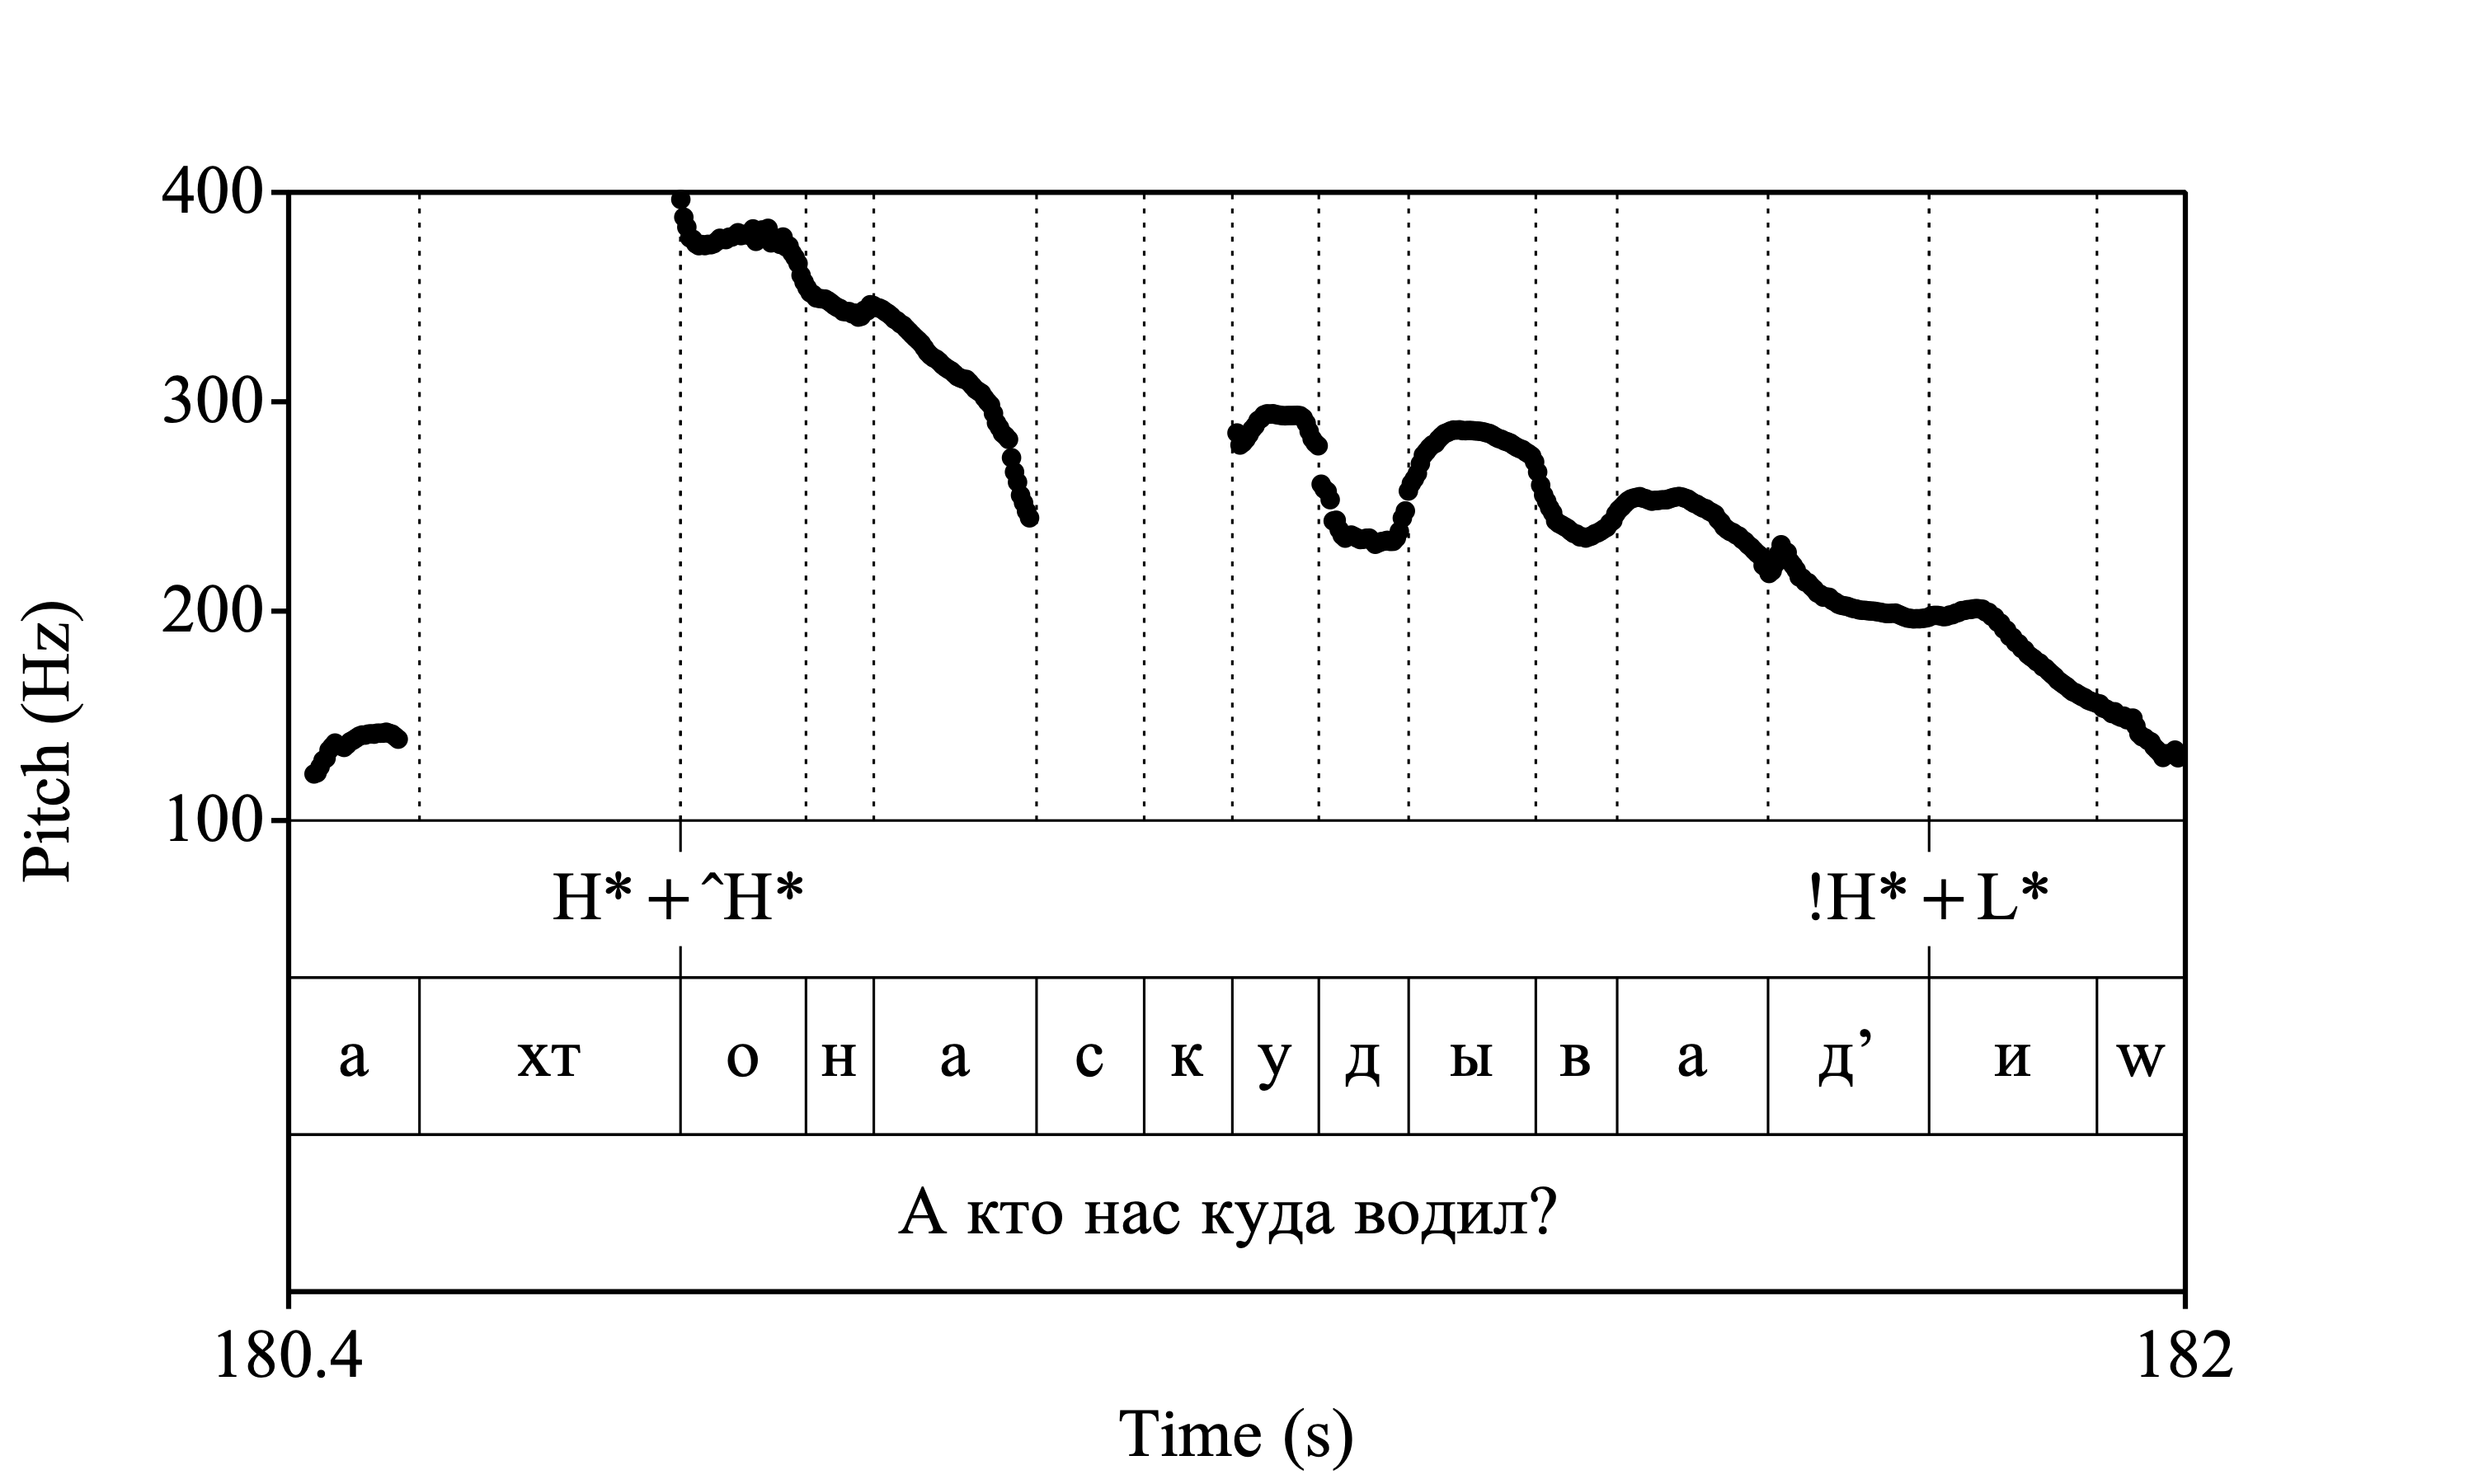 400
300
200
100
Pitch (Hz)
H*+^H* !H*+L*
а хт о н а с к у д ы в а д’ и w
А кто нас куда водил?
180.4 182
Time (s)